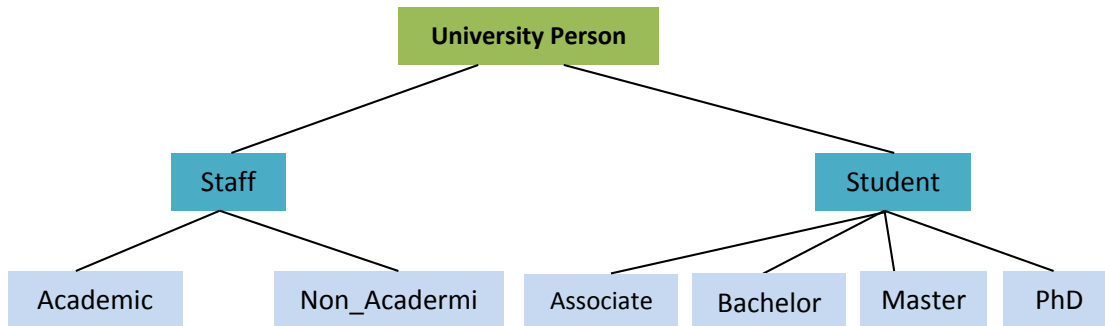 University Person
Staff
Student
Academic
Non_Acadermi
Associate
Bachelor
Master
PhD